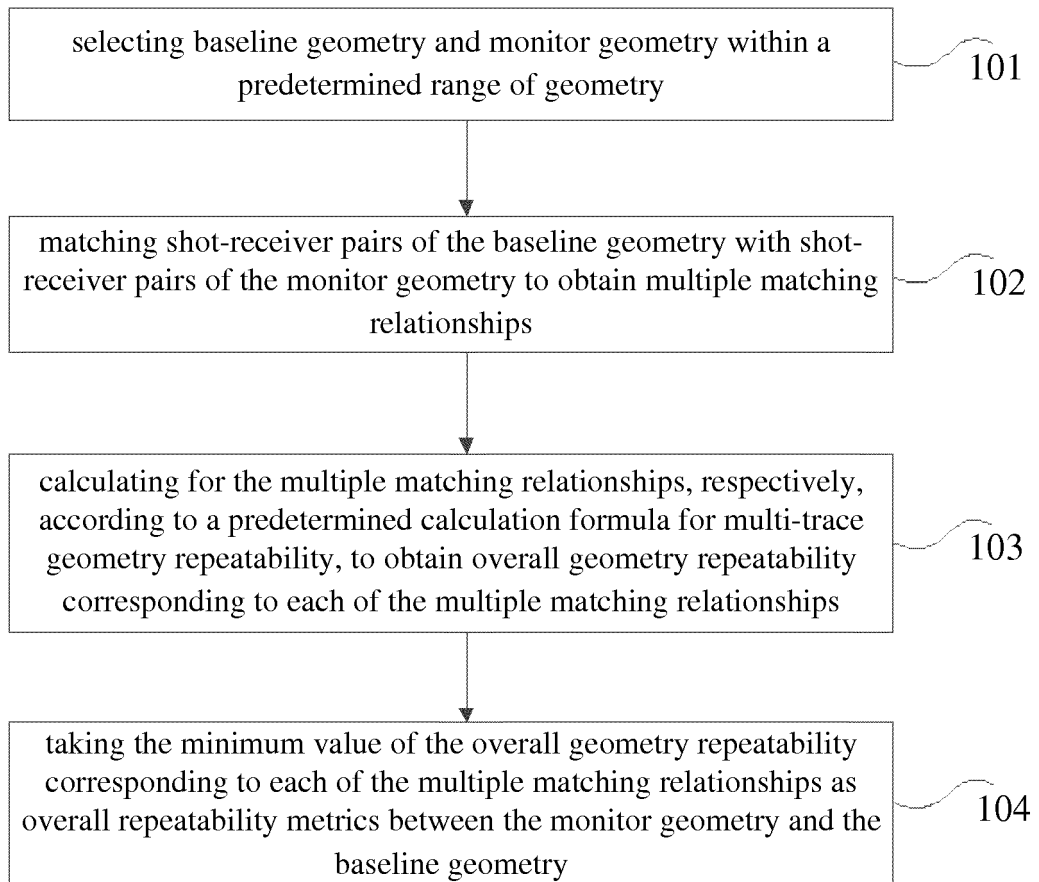 selecting baseline geometry and monitor geometry within a
predetermined range of geometry
101
matching shot-receiver pairs of the baseline geometry with shot-
receiver pairs of the monitor geometry to obtain multiple matching
relationships
102
calculating for the multiple matching relationships, respectively,
according to a predetermined calculation formula for multi-trace
geometry repeatability, to obtain overall geometry repeatability
corresponding to each of the multiple matching relationships
103
taking the minimum value of the overall geometry repeatability
corresponding to each of the multiple matching relationships as
overall repeatability metrics between the monitor geometry and the
baseline geometry
104